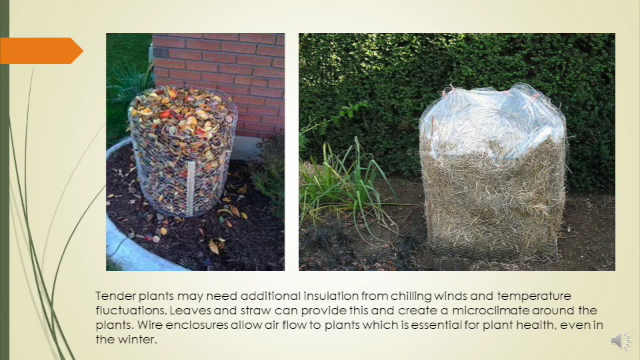 Tender plants may need additional insulation from chilling winds and temperature
fluctuations. Leaves and straw can provide this and create a microclimate around the
plants. Wire enclosures allow air flow to plants which is essential for plant health, even in
the winter.